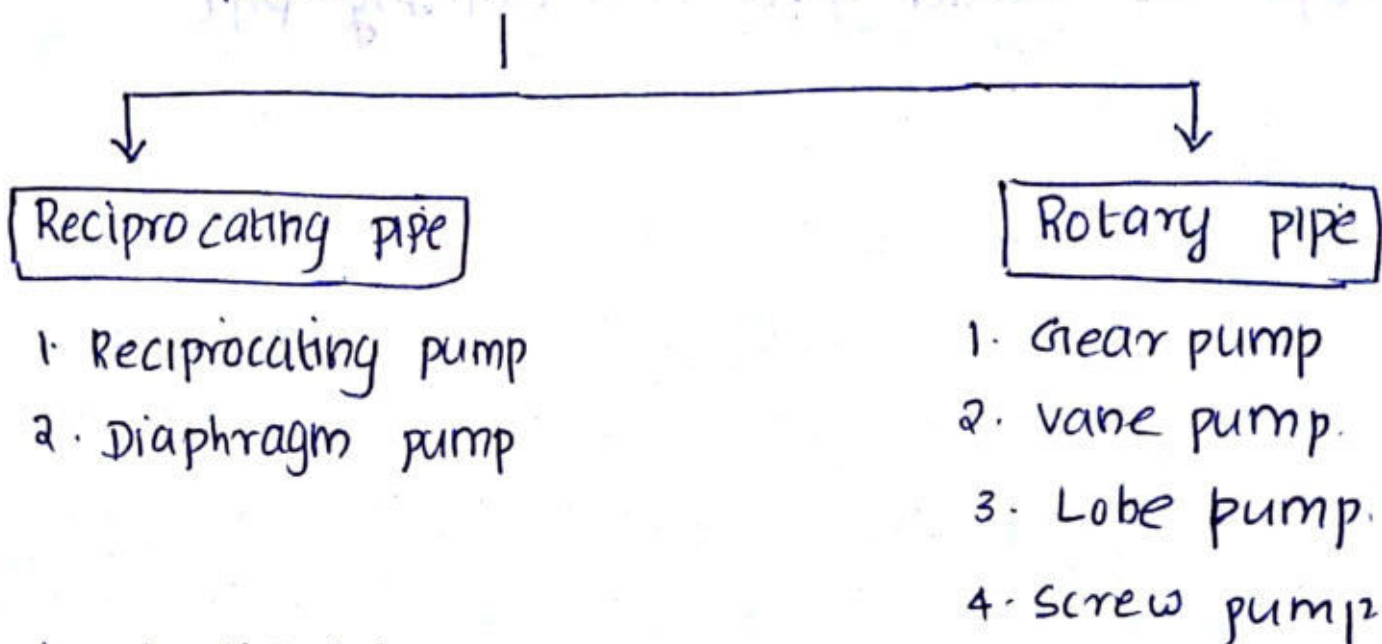 Reciprocating pipe
1. Reciprocating pump
2. Diaphragm pump
Rotary pipe
1. Gear pump
2. vane pump.
3. Lobe pump.
4. Screw pump